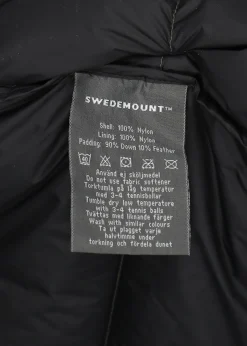 SWEDEMOUNT™
Shell: 100% Nylon
Lining: 100% Nylon
Padding: 90% Down 10% Feather
40
Använd ej sköljmedel
Do not use fabric softener
Torktumla på låg temperatur
med 3-4 tennisbollar
Tumble dry low temperature
with 3-4 tennis balls
Tvättas med liknande färger
Wash with similar colours
Ta ut plagget varje
halvtimme under
torkning och fördela dunet